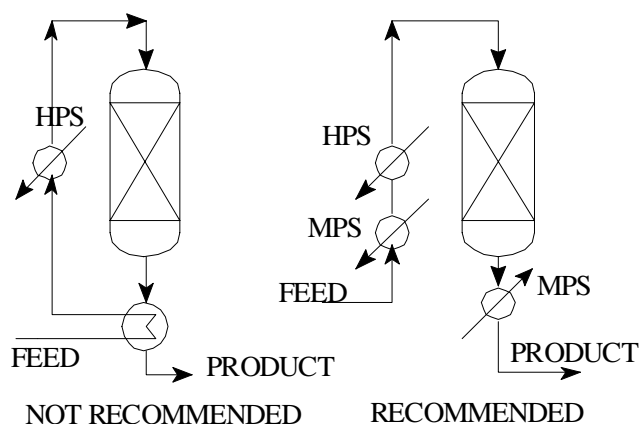 HPS
FEED
PRODUCT
NOT RECOMMENDED
HPS
MPS
FEED
MPS
PRODUCT
RECOMMENDED